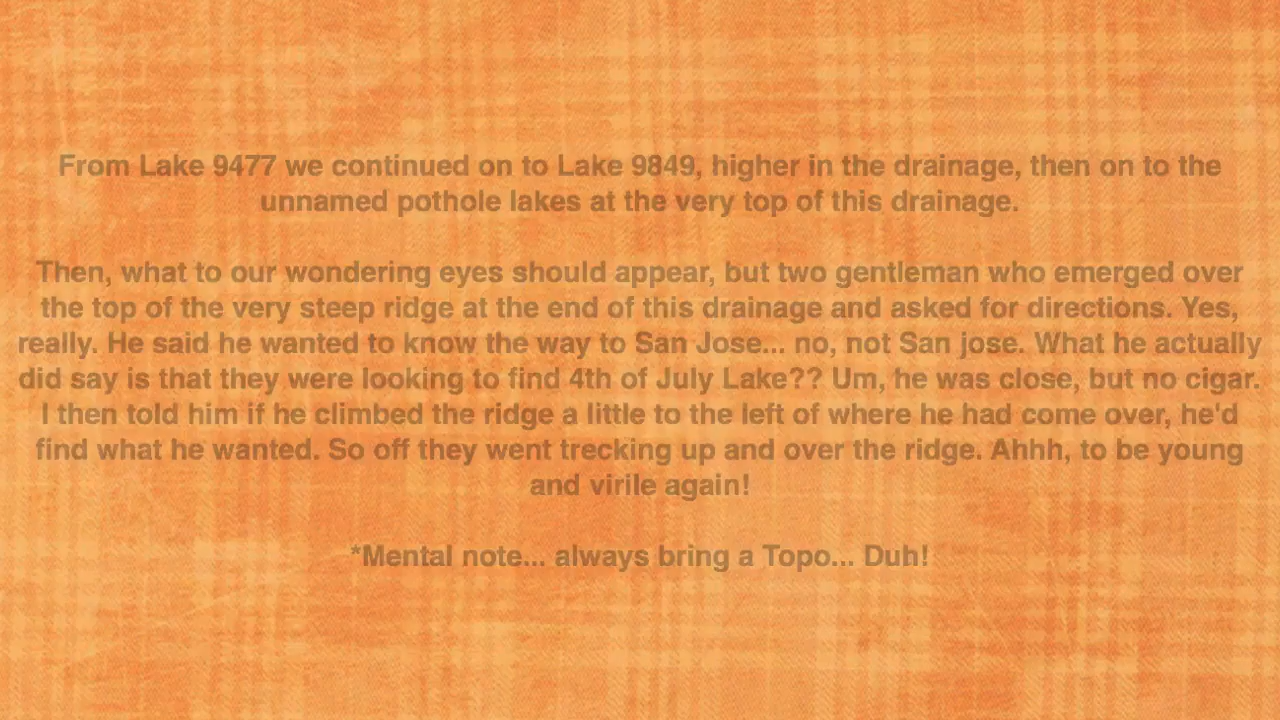 From Lake 9477 we continued on to Lake 9849, higher in the drainage, then on to the
unnamed pothole lakes at the very top of this drainage.
Then, what to our wondering eyes should appear, but two gentleman who emerged over
the top of the very steep ridge at the end of this drainage and asked for directions. Yes,
really. He said he wanted to know the way to San Jose... no, not San jose. What he actually
did say is that they were looking to find 4th of July Lake?? Um, he was close, but no cigar.
I then told him if he climbed the ridge a little to the left of where he had come over, he'd
find what he wanted. So off they went trecking up and over the ridge. Ahhh, to be young
and virile again!
*Mental note... always bring a Topo... Duh!